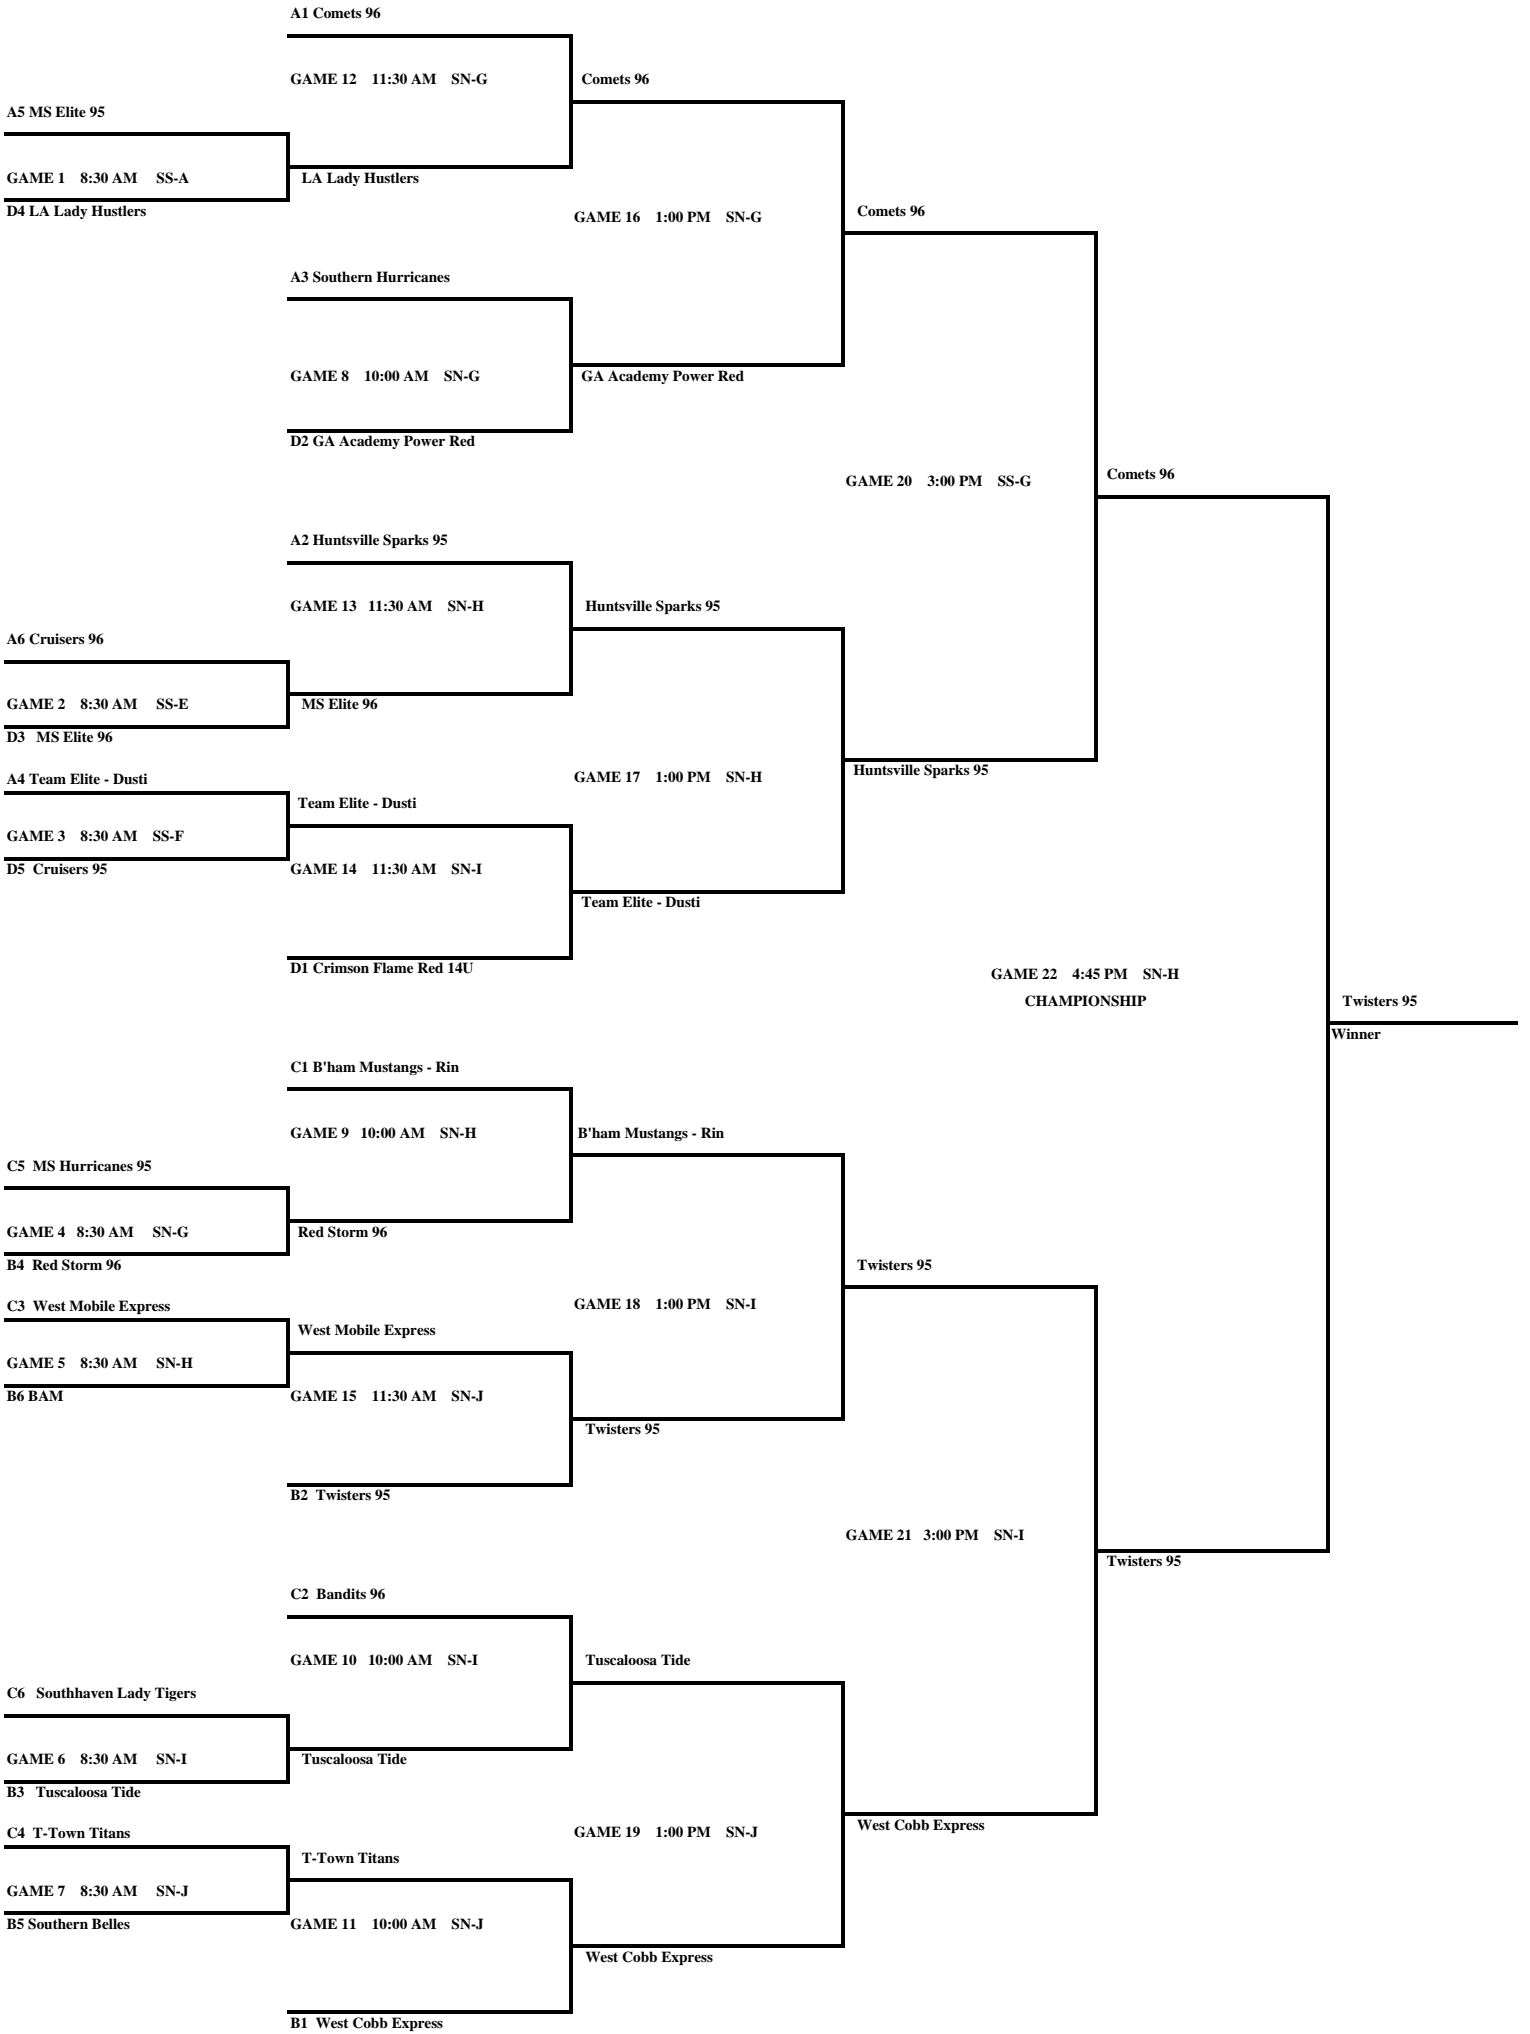 A1 Comets 96
GAME 12 11:30 AM SN-G
Comets 96
A5 MS Elite 95
GAME 1 8:30 AM SS-A
LA Lady Hustlers
D4 LA Lady Hustlers
GAME 16 1:00 PM SN-G
Comets 96
A3 Southern Hurricanes
GAME 8 10:00 AM SN-G
GA Academy Power Red
D2 GA Academy Power Red
GAME 20 3:00 PM SS-G
Comets 96
A2 Huntsville Sparks 95
GAME 13 11:30 AM SN-H
Huntsville Sparks 95
A6 Cruisers 96
GAME 2 8:30 AM SS-E
MS Elite 96
D3 MS Elite 96
A4 Team Elite - Dusti
GAME 17 1:00 PM SN-H
Huntsville Sparks 95
Team Elite - Dusti
GAME 3 8:30 AM SS-F
D5 Cruisers 95
GAME 14 11:30 AM SN-I
Team Elite - Dusti
D1 Crimson Flame Red 14U
GAME 22 4:45 PM SN-H
CHAMPIONSHIP
Twisters 95
Winner
C1 B'ham Mustangs - Rin
GAME 9 10:00 AM SN-H
B'ham Mustangs - Rin
C5 MS Hurricanes 95
GAME 4 8:30 AM SN-G
Red Storm 96
B4 Red Storm 96
Twisters 95
C3 West Mobile Express
GAME 18 1:00 PM SN-I
West Mobile Express
GAME 5 8:30 AM SN-H
B6 BAM
GAME 15 11:30 AM SN-J
Twisters 95
B2 Twisters 95
GAME 21 3:00 PM SN-I
Twisters 95
C2 Bandits 96
GAME 10 10:00 AM SN-I
Tuscaloosa Tide
C6 Southhaven Lady Tigers
GAME 6 8:30 AM SN-I
Tuscaloosa Tide
B3 Tuscaloosa Tide
C4 T-Town Titans
GAME 19 1:00 PM SN-J
West Cobb Express
T-Town Titans
GAME 7 8:30 AM SN-J
B5 Southern Belles
GAME 11 10:00 AM SN-J
West Cobb Express
B1 West Cobb Express